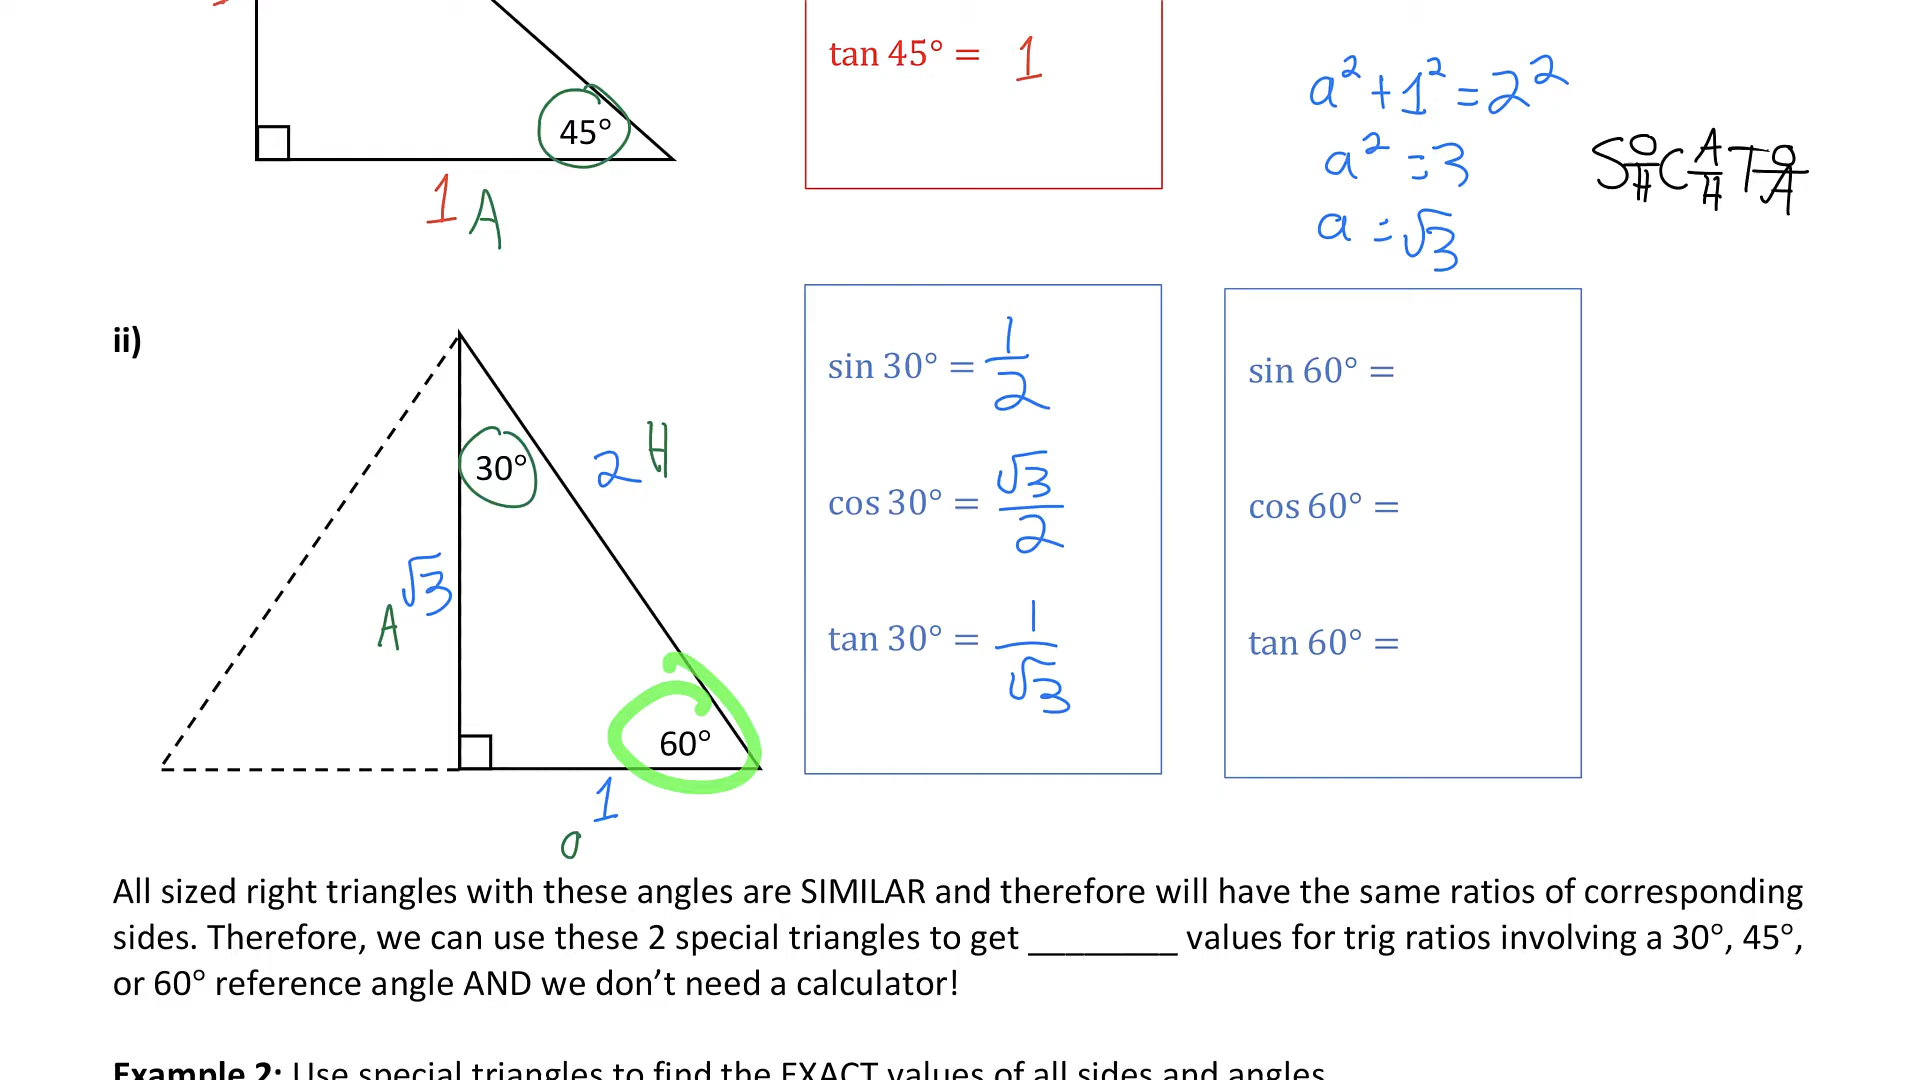 tan 45° = 1
45°
1 A
a² + 1² = 2²
a² = 3
a = √3
S O/H C A/H T O/A
ii)
30°
2 H
A √3
60°
1
O
sin 30° = 1/2
cos 30° = √3/2
tan 30° = 1/√3
sin 60° =
cos 60° =
tan 60° =
All sized right triangles with these angles are SIMILAR and therefore will have the same ratios of corresponding
sides. Therefore, we can use these 2 special triangles to get ________ values for trig ratios involving a 30°, 45°,
or 60° reference angle AND we don’t need a calculator!
Example 2: Use special triangles to find the EXACT values of all sides and angles